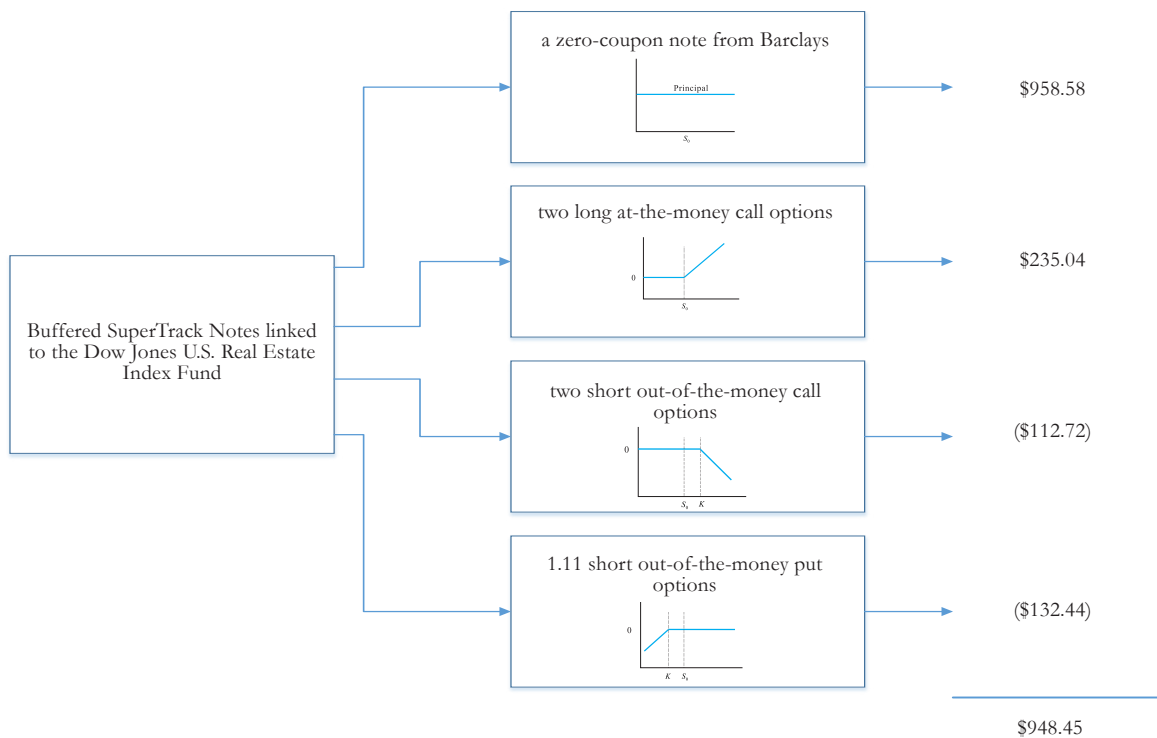 a zero-coupon note from Barclays
Principal
S₀
$958.58
two long at-the-money call options
0
S₀
$235.04
Buffered SuperTrack Notes linked
to the Dow Jones U.S. Real Estate
Index Fund
two short out-of-the-money call
options
0
S₀ K
($112.72)
1.11 short out-of-the-money put
options
0
K S₀
($132.44)
$948.45